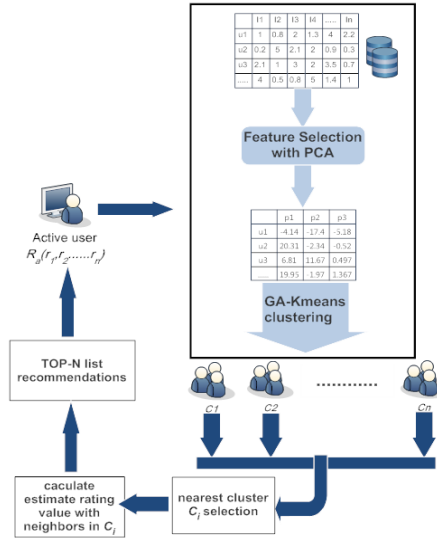 I1 I2 I3 I4 ..... In
u1 1 0.8 2 1.3 4 2.2
u2 0.2 5 2.1 2 0.9 0.3
u3 2.1 1 3 2 3.5 0.7
..... 4 0.5 0.8 5 1.4 1
Feature Selection
with PCA
p1 p2 p3
u1 -4.14 -17.4 -5.18
u2 20.31 -2.34 -0.52
u3 6.81 11.67 0.497
..... 19.95 -1.97 1.367
GA-Kmeans
clustering
Active user
Ra(r1,r2,......rn)
TOP-N list
recommendations
C1 C2 ............ Cn
caculate
estimate rating
value with
neighbors in Ci
nearest cluster
Ci selection